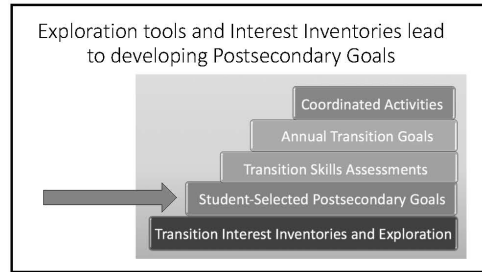 Exploration tools and Interest Inventories lead
to developing Postsecondary Goals
Coordinated Activities
Annual Transition Goals
Transition Skills Assessments
Student-Selected Postsecondary Goals
Transition Interest Inventories and Exploration